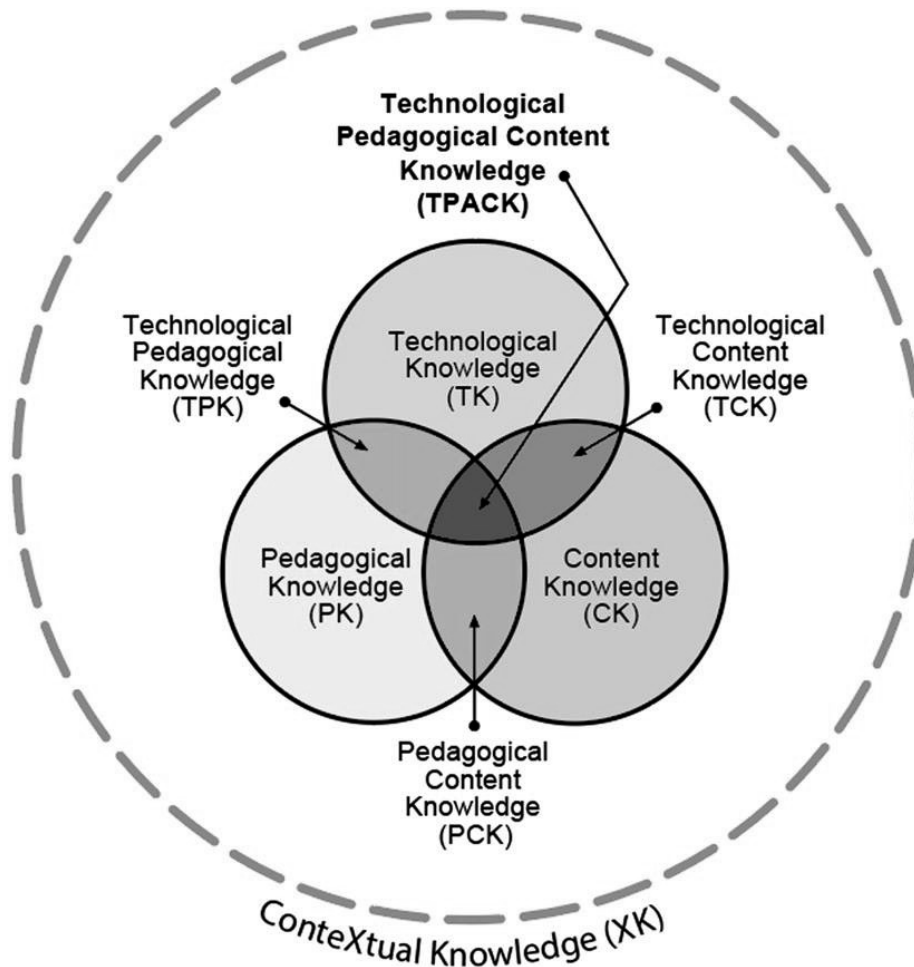 Technological
Pedagogical Content
Knowledge
(TPACK)
Technological
Pedagogical
Knowledge
(TPK)
Technological
Knowledge
(TK)
Technological
Content
Knowledge
(TCK)
Pedagogical
Knowledge
(PK)
Content
Knowledge
(CK)
Pedagogical
Content
Knowledge
(PCK)
ConteXtual Knowledge (XK)